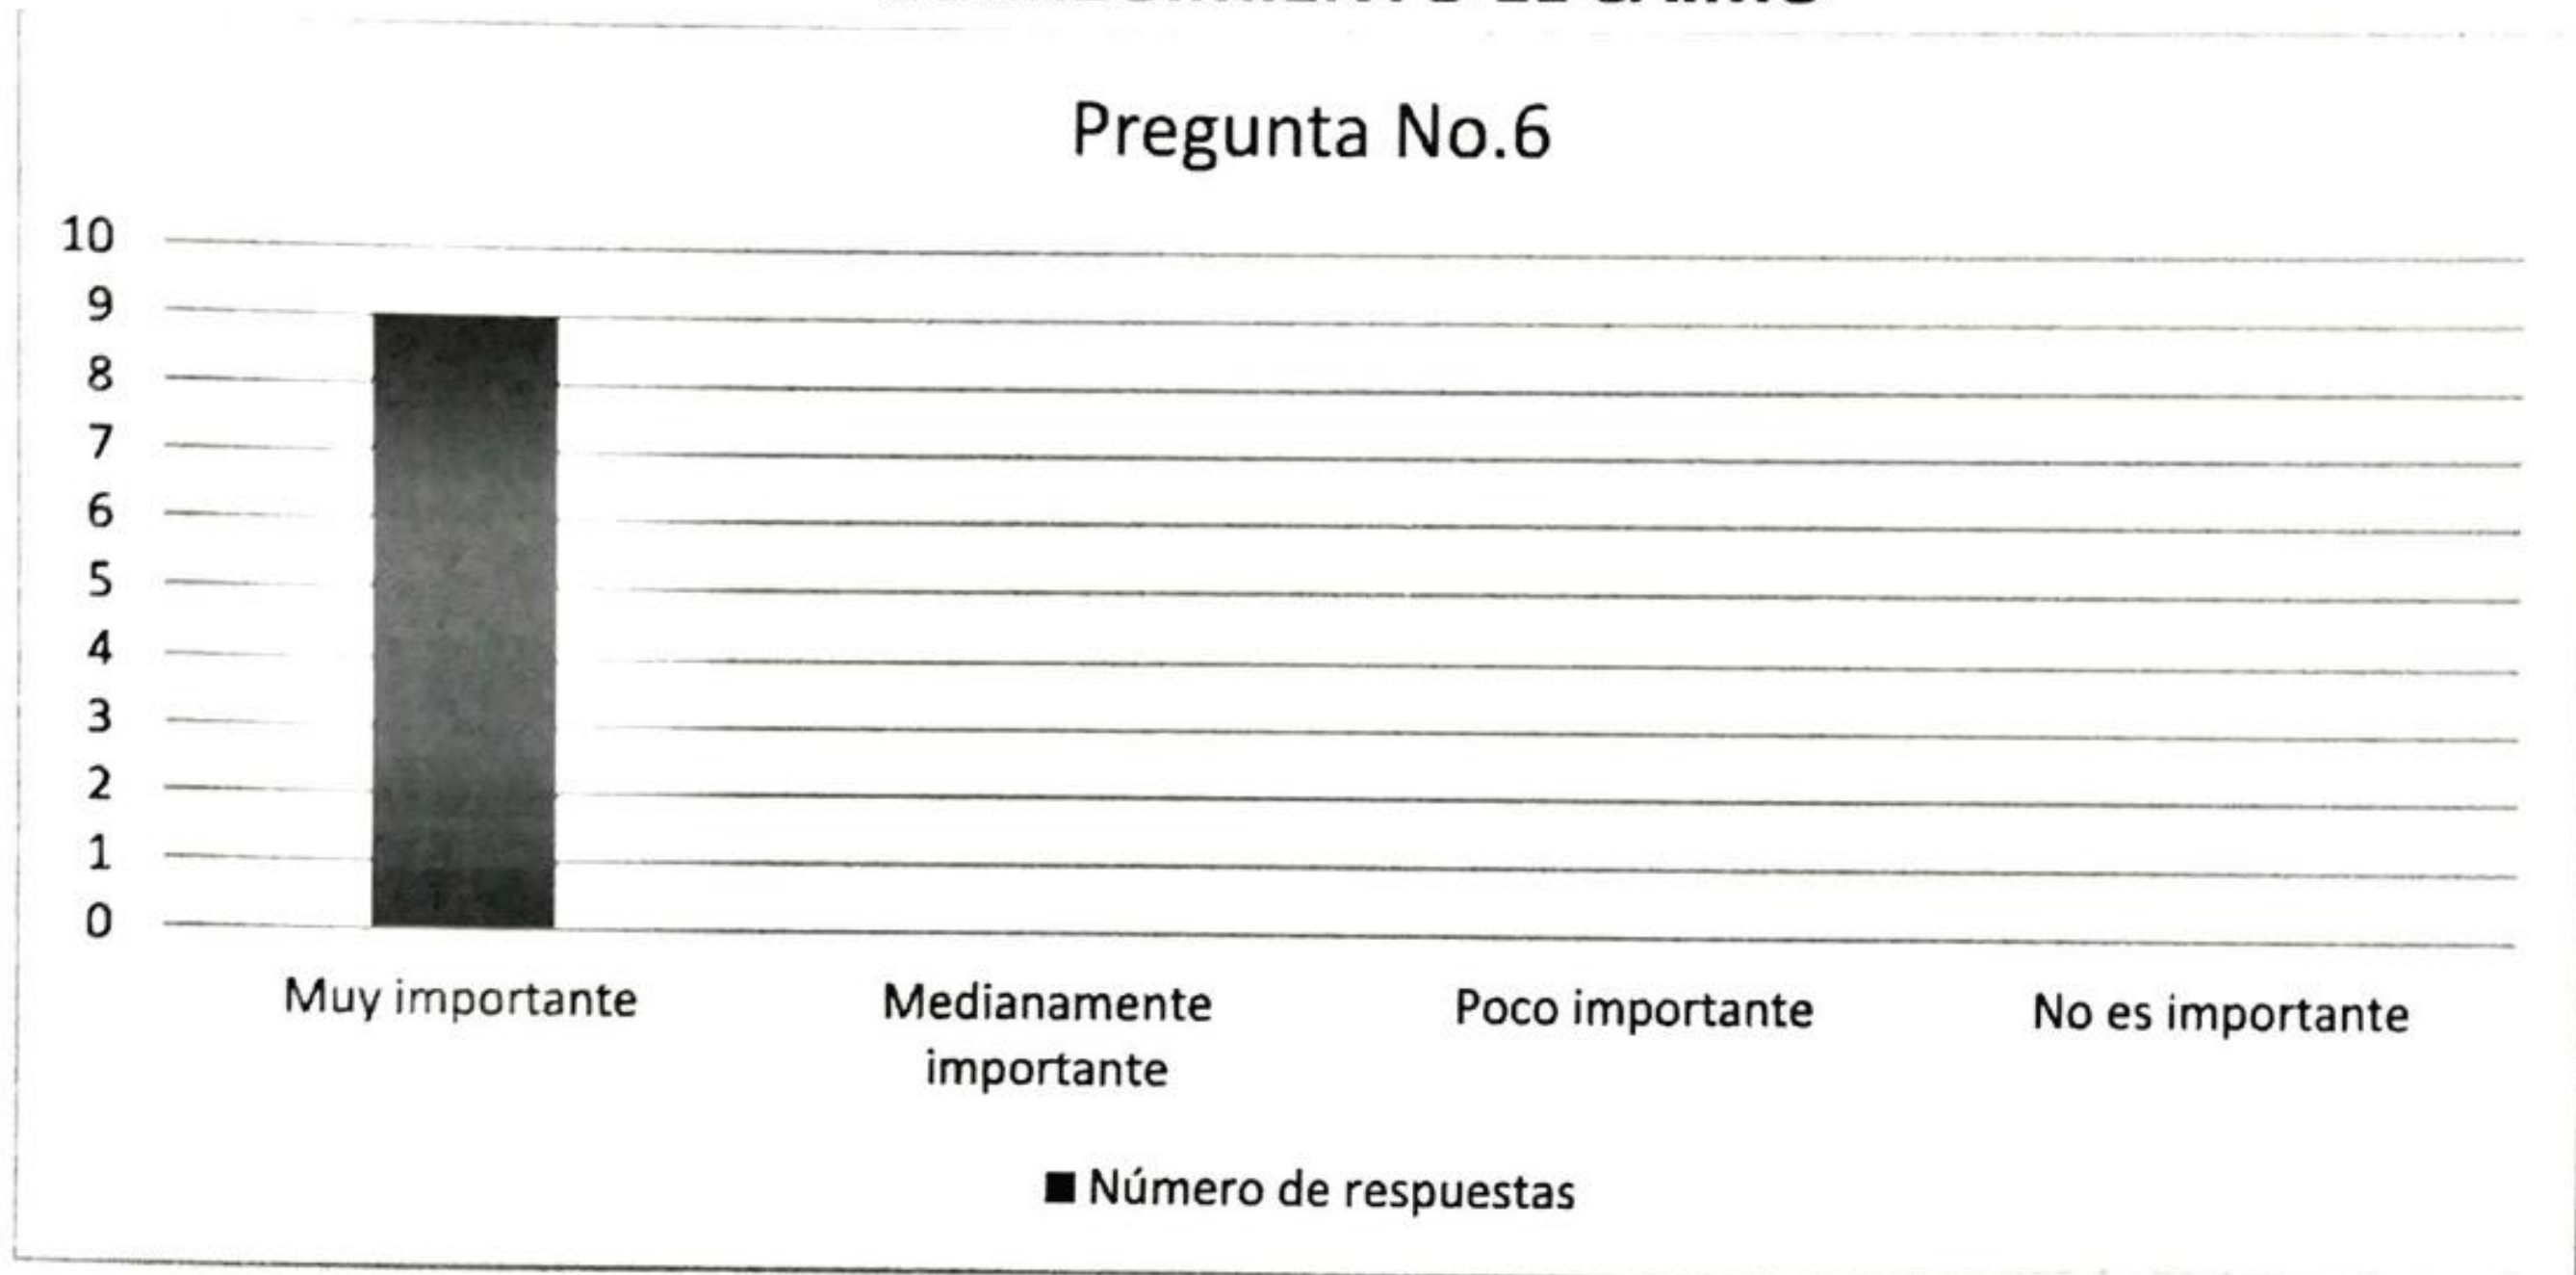 Pregunta No.6
10
9
8
7
6
5
4
3
2
1
0
Muy importante
Medianamente
importante
Poco importante
No es importante
Número de respuestas